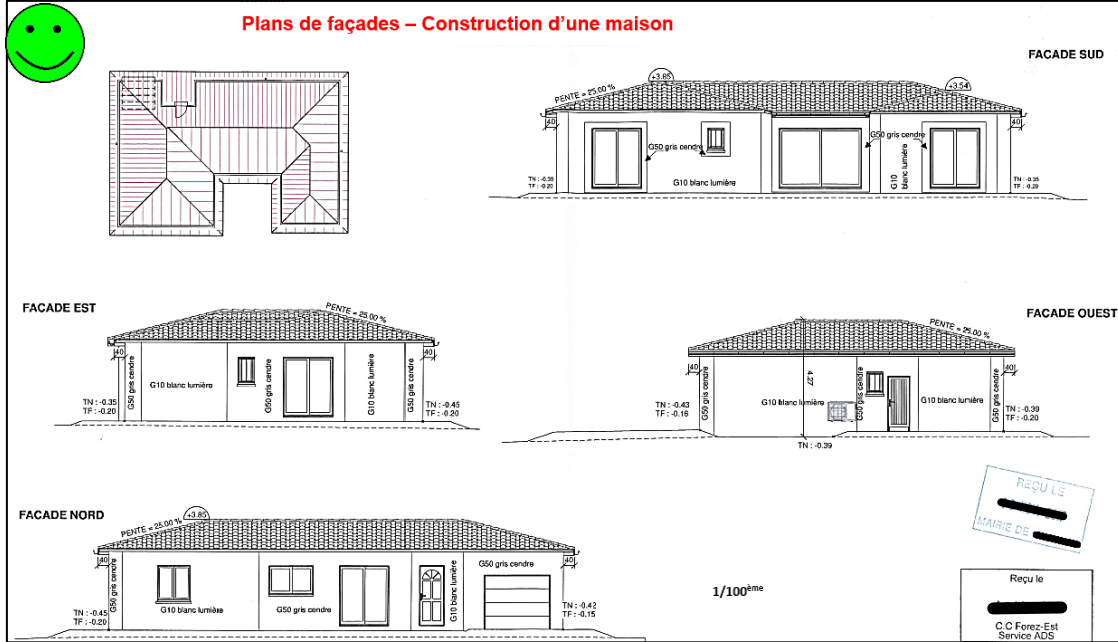 Plans de façades – Construction d'une maison
FACADE SUD
PENTE = 25.00 %
+3.85
+3.54
40
40
G50 gris cendre
G50 gris cendre
G10 blanc lumière
G10 blanc lumière
TN : -0.35
TF : -0.20
TN : -0.35
TF : -0.20
FACADE EST
PENTE = 25.00 %
40
40
G50 gris cendre
G10 blanc lumière
G50 gris cendre
G10 blanc lumière
G50 gris cendre
TN : -0.35
TF : -0.20
TN : -0.45
TF : -0.20
FACADE OUEST
PENTE = 25.00 %
40
40
4.27
G50 gris cendre
G10 blanc lumière
G50 gris cendre
G10 blanc lumière
G50 gris cendre
TN : -0.43
TF : -0.16
TN : -0.39
TF : -0.20
TN : -0.39
FACADE NORD
PENTE = 25.00 %
+3.85
40
40
G50 gris cendre
G10 blanc lumière
G50 gris cendre
G10 blanc lumière
G50 gris cendre
TN : -0.45
TF : -0.20
TN : -0.42
TF : -0.15
1/100ème
REÇU LE
MAIRIE DE
Reçu le
C.C Forez-Est
Service ADS